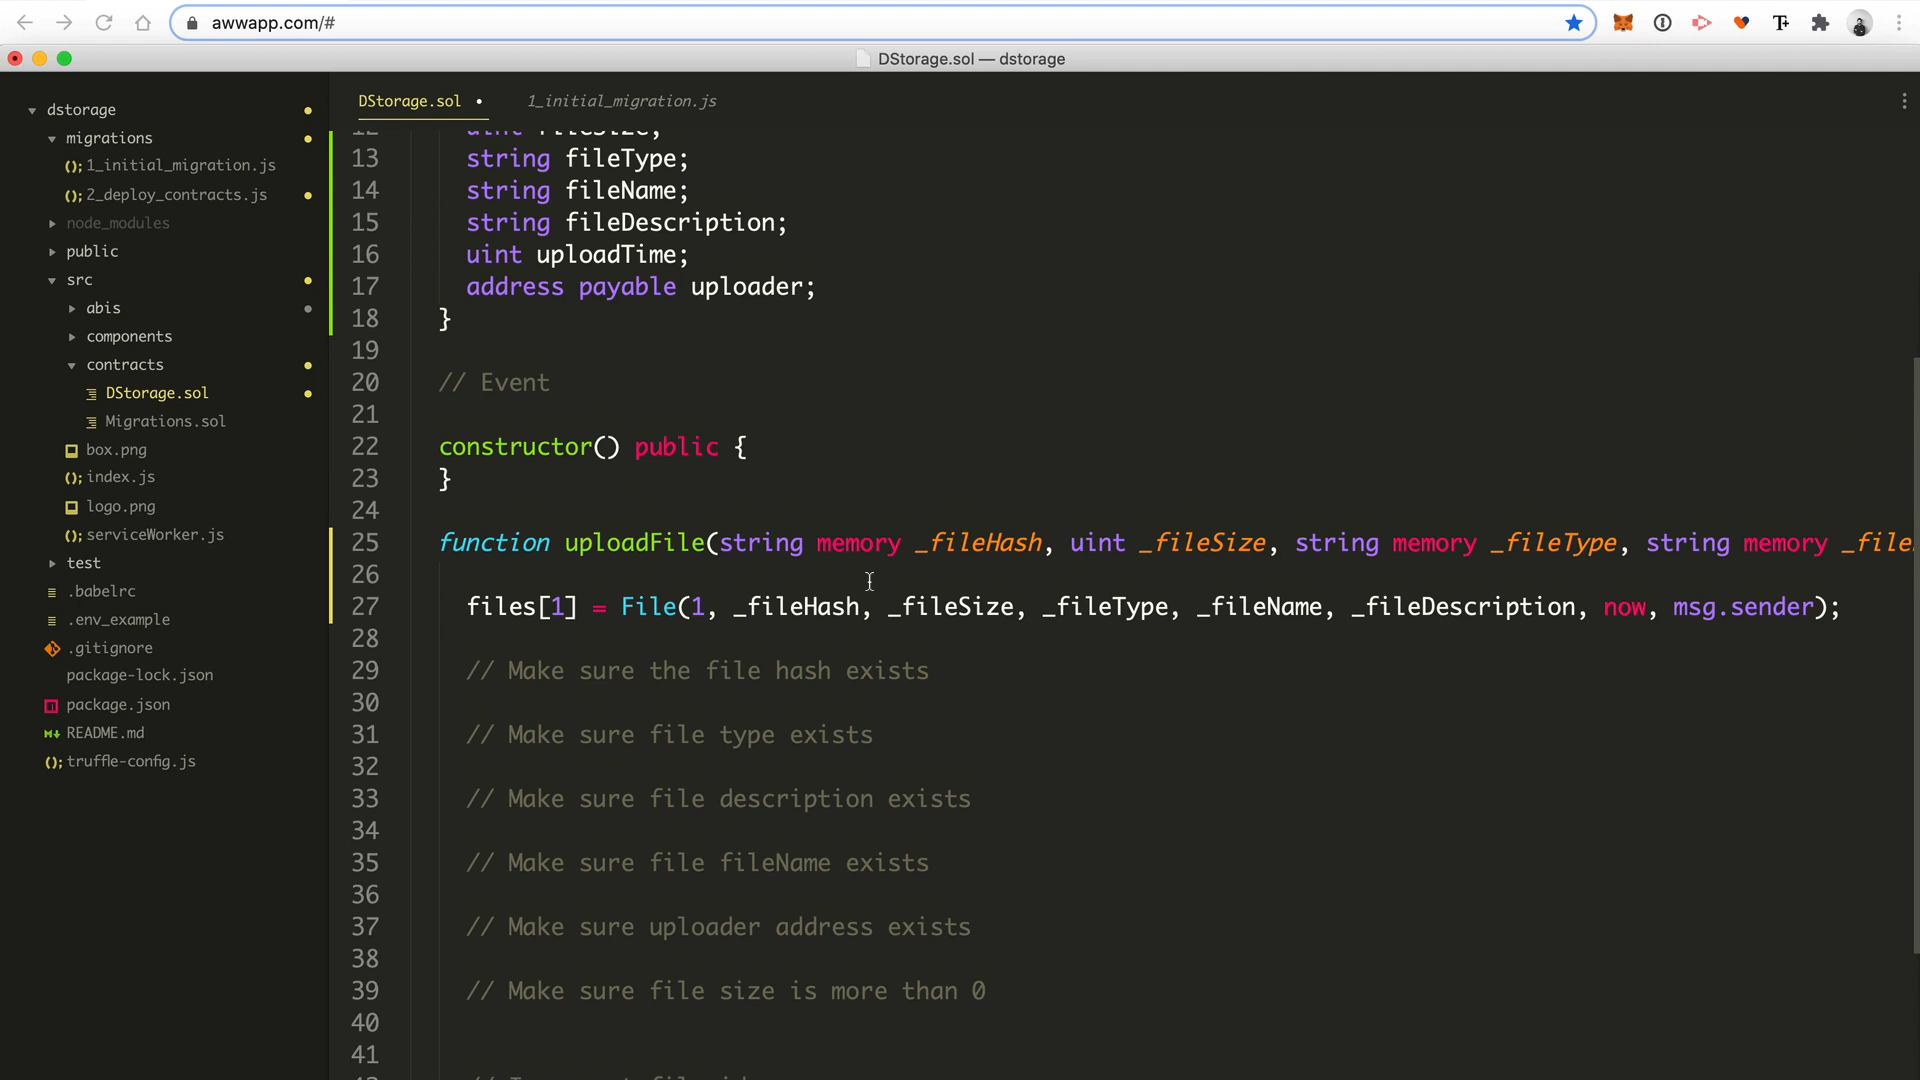 awwapp.com/#
DStorage.sol — dstorage
dstorage
migrations
1_initial_migration.js
2_deploy_contracts.js
node_modules
public
src
abis
components
contracts
DStorage.sol
Migrations.sol
box.png
index.js
logo.png
serviceWorker.js
test
.babelrc
.env_example
.gitignore
package-lock.json
package.json
README.md
truffle-config.js
DStorage.sol •
1_initial_migration.js
12 uint fileSize;
13 string fileType;
14 string fileName;
15 string fileDescription;
16 uint uploadTime;
17 address payable uploader;
18 }
19
20 // Event
21
22 constructor() public {
23 }
24
25 function uploadFile(string memory _fileHash, uint _fileSize, string memory _fileType, string memory _file
26
27 files[1] = File(1, _fileHash, _fileSize, _fileType, _fileName, _fileDescription, now, msg.sender);
28
29 // Make sure the file hash exists
30
31 // Make sure file type exists
32
33 // Make sure file description exists
34
35 // Make sure file fileName exists
36
37 // Make sure uploader address exists
38
39 // Make sure file size is more than 0
40
41